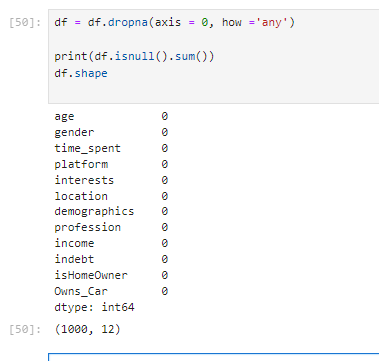 [50]: df = df.dropna(axis = 0, how ='any')
print(df.isnull().sum())
df.shape
age 0
gender 0
time_spent 0
platform 0
interests 0
location 0
demographics 0
profession 0
income 0
indebt 0
isHomeOwner 0
Owns_Car 0
dtype: int64
[50]: (1000, 12)